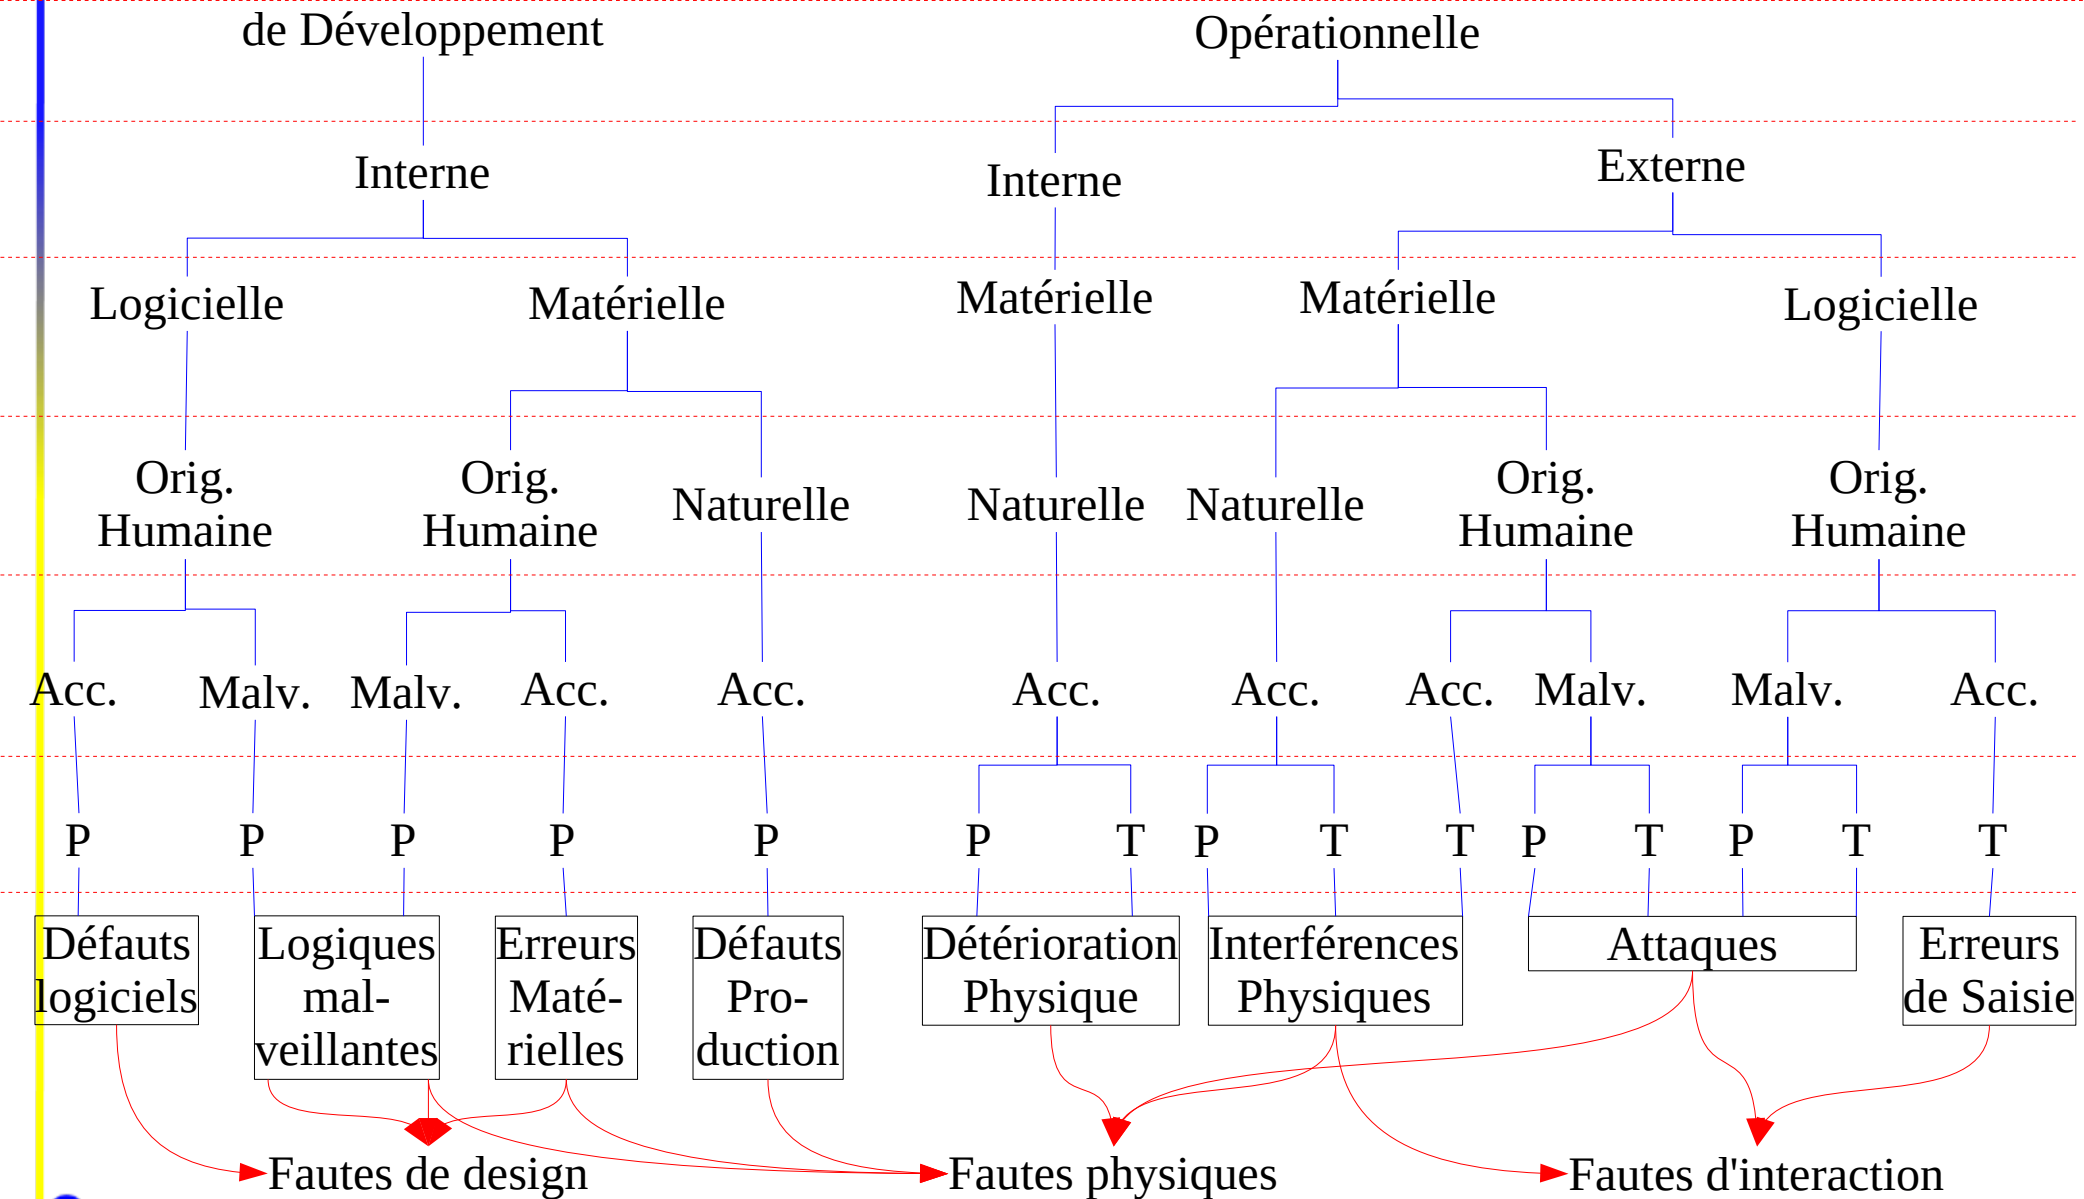 de Développement
Opérationnelle
Interne
Interne
Externe
Logicielle
Matérielle
Matérielle
Matérielle
Logicielle
Orig.
Humaine
Orig.
Humaine
Naturelle
Naturelle
Naturelle
Orig.
Humaine
Orig.
Humaine
Acc.
Malv.
Malv.
Acc.
Acc.
Acc.
Acc.
Acc.
Malv.
Malv.
Acc.
P
P
P
P
P
P
T
P
T
T
P
T
P
T
T
Défauts
logiciels
Logiques
mal-
veillantes
Erreurs
Maté-
rielles
Défauts
Pro-
duction
Détérioration
Physique
Interférences
Physiques
Attaques
Erreurs
de Saisie
Fautes de design
Fautes physiques
Fautes d'interaction